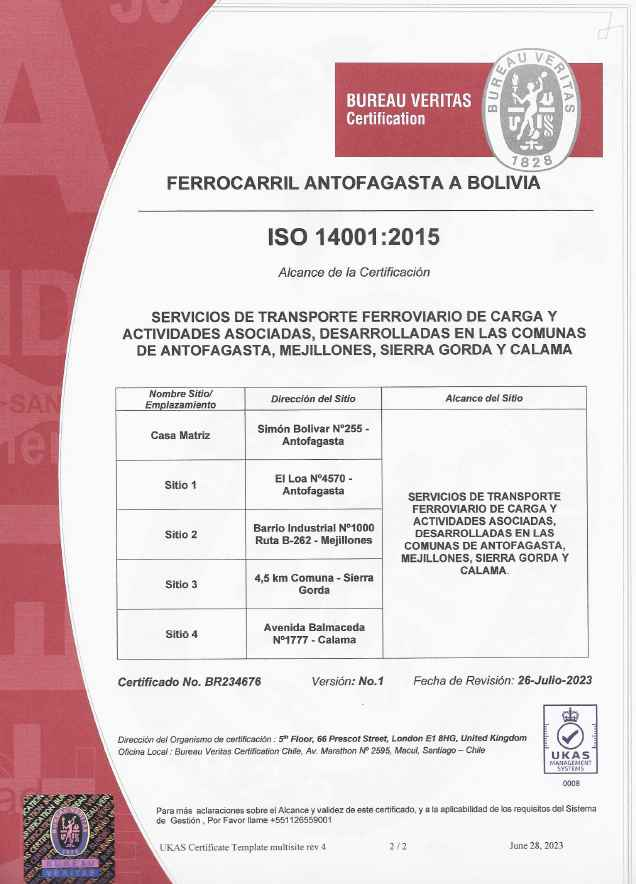 BUREAU VERITAS
Certification
BUREAU VERITAS
1828
FERROCARRIL ANTOFAGASTA A BOLIVIA
ISO 14001:2015
Alcance de la Certificación
SERVICIOS DE TRANSPORTE FERROVIARIO DE CARGA Y
ACTIVIDADES ASOCIADAS, DESARROLLADAS EN LAS COMUNAS
DE ANTOFAGASTA, MEJILLONES, SIERRA GORDA Y CALAMA
Nombre Sitio/
Emplazamiento
Dirección del Sitio
Alcance del Sitio
Casa Matriz
Simón Bolivar Nº255 -
Antofagasta
Sitio 1
El Loa Nº4570 -
Antofagasta
Sitio 2
Barrio Industrial Nº1000
Ruta B-262 - Mejillones
Sitio 3
4,5 km Comuna - Sierra
Gorda
Sitio 4
Avenida Balmaceda
Nº1777 - Calama
SERVICIOS DE TRANSPORTE
FERROVIARIO DE CARGA Y
ACTIVIDADES ASOCIADAS,
DESARROLLADAS EN LAS
COMUNAS DE ANTOFAGASTA,
MEJILLONES, SIERRA GORDA Y
CALAMA.
Certificado No. BR234676 Versión: No.1 Fecha de Revisión: 26-Julio-2023
Dirección del Organismo de certificación : 5th Floor, 66 Prescot Street, London E1 8HG, United Kingdom
Oficina Local : Bureau Veritas Certification Chile, Av. Marathon Nº 2595, Macul, Santiago – Chile
UKAS
MANAGEMENT
SYSTEMS
0008
Para más aclaraciones sobre el Alcance y validez de este certificado, y a la aplicabilidad de los requisitos del Sistema
de Gestión , Por Favor llame +551126559001
BUREAU
VERITAS
UKAS Certificate Template multisite rev 4 2 / 2 June 28, 2023